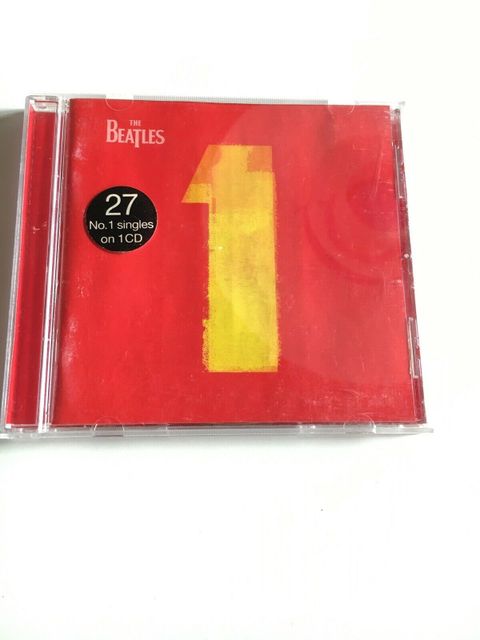 THE
BEATLES
1
27
No.1 singles
on 1CD